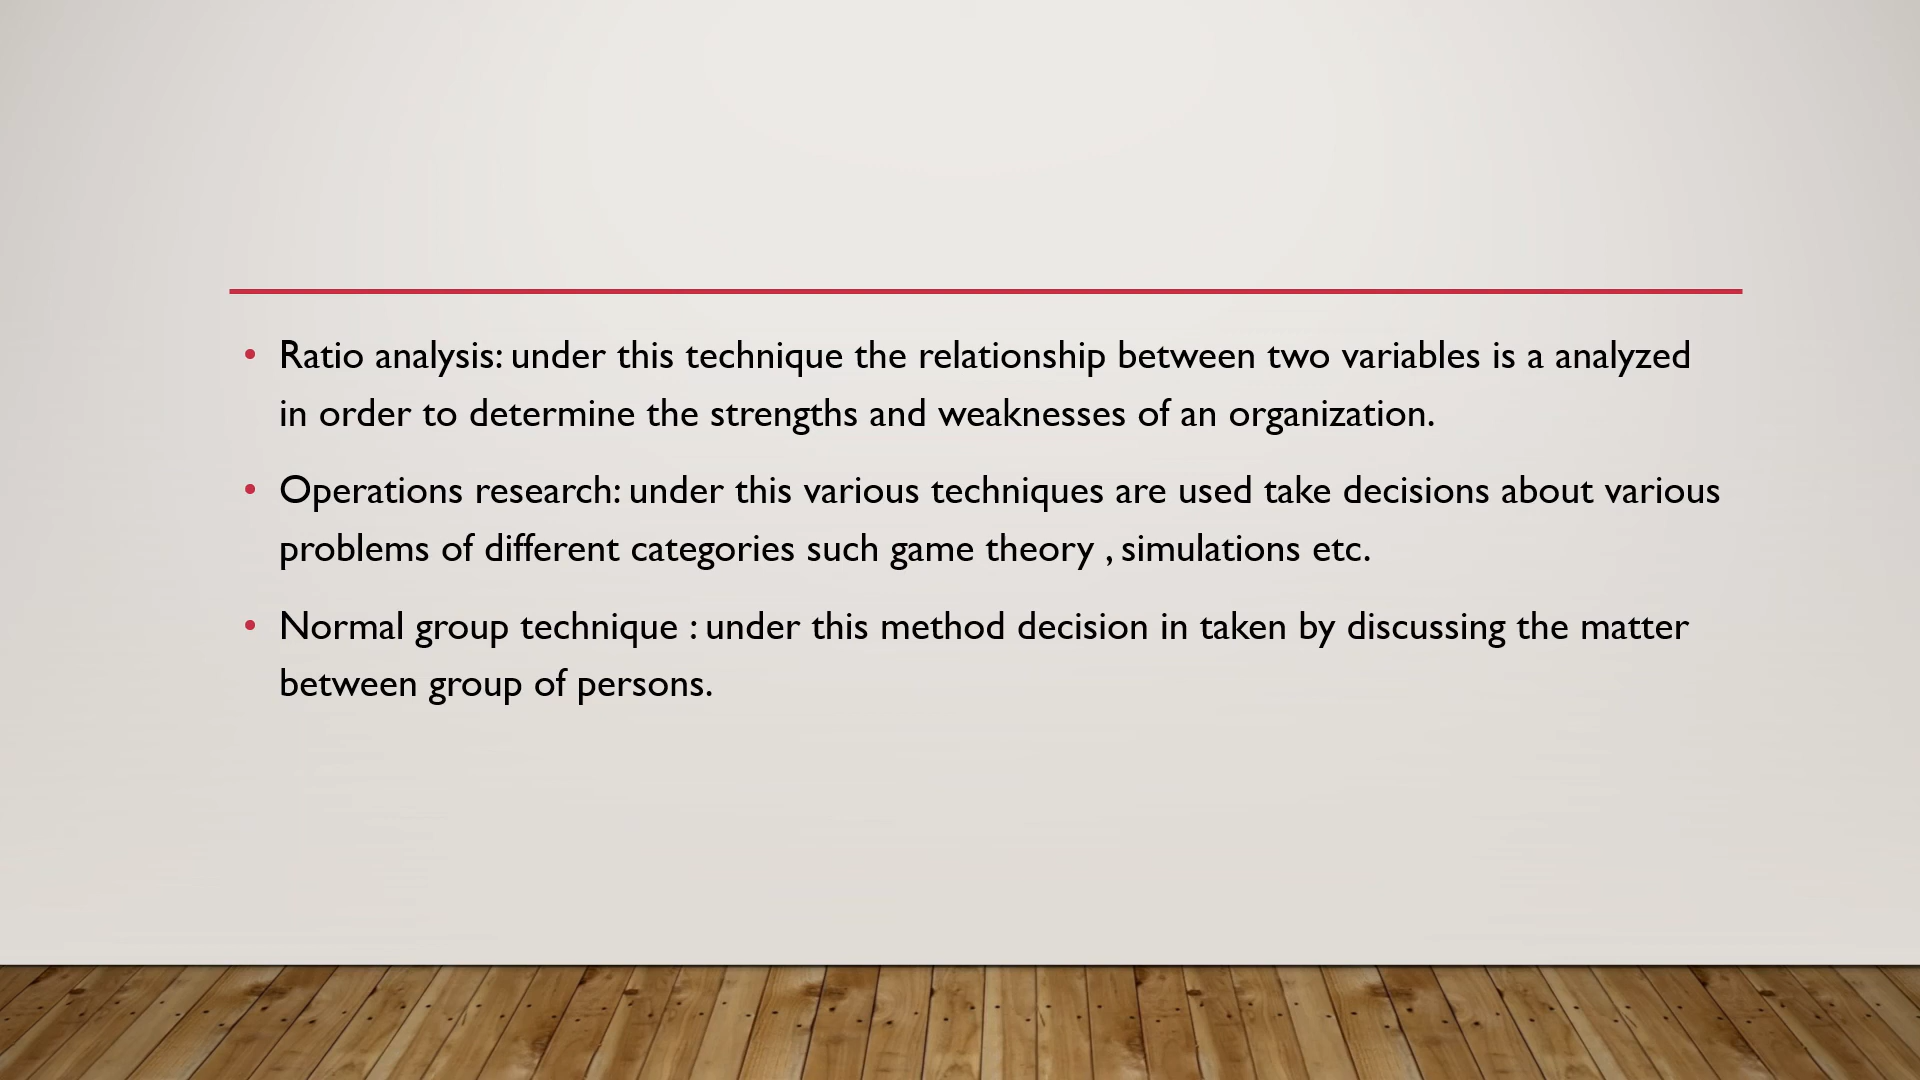 • Ratio analysis: under this technique the relationship between two variables is a analyzed
in order to determine the strengths and weaknesses of an organization.
• Operations research: under this various techniques are used take decisions about various
problems of different categories such game theory , simulations etc.
• Normal group technique : under this method decision in taken by discussing the matter
between group of persons.